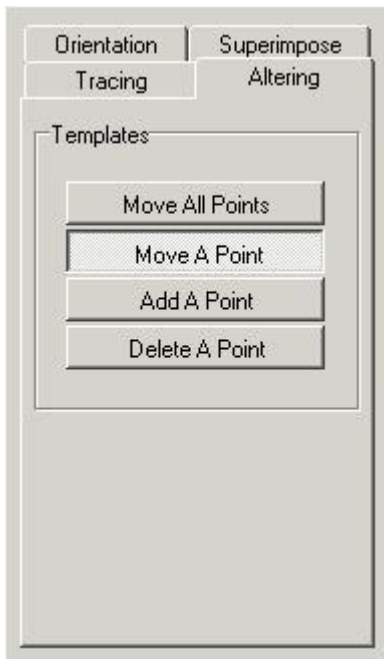 Orientation Superimpose
Tracing Altering
Templates
Move All Points
Move A Point
Add A Point
Delete A Point